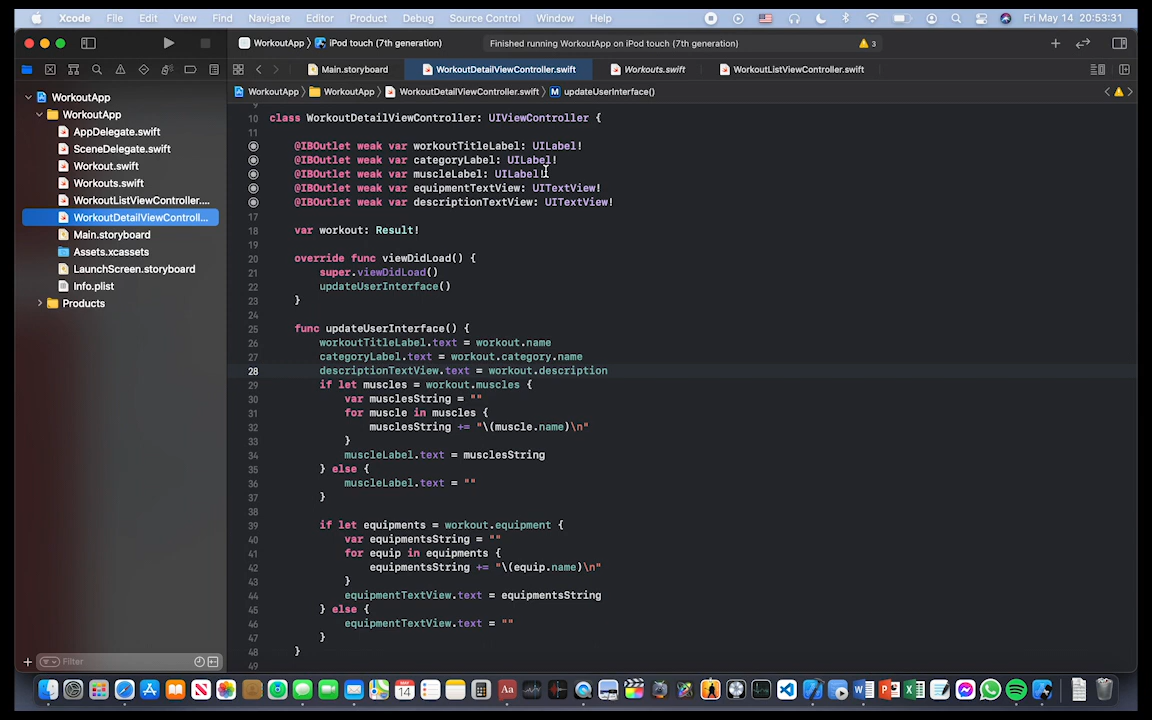 Xcode File Edit View Find Navigate Editor Product Debug Source Control Window Help Fri May 14 20:53:31
WorkoutApp iPod touch (7th generation) Finished running WorkoutApp on iPod touch (7th generation) 3
Main.storyboard WorkoutDetailViewController.swift Workouts.swift WorkoutListViewController.swift
WorkoutApp WorkoutApp WorkoutDetailViewController.swift M updateUserInterface()
WorkoutApp
WorkoutApp
AppDelegate.swift
SceneDelegate.swift
Workout.swift
Workouts.swift
WorkoutListViewController....
WorkoutDetailViewControll...
Main.storyboard
Assets.xcassets
LaunchScreen.storyboard
Info.plist
Products
Filter
9
10 class WorkoutDetailViewController: UIViewController {
11
@IBOutlet weak var workoutTitleLabel: UILabel!
@IBOutlet weak var categoryLabel: UILabel!
@IBOutlet weak var muscleLabel: UILabel!
@IBOutlet weak var equipmentTextView: UITextView!
@IBOutlet weak var descriptionTextView: UITextView!
17
18 var workout: Result!
19
20 override func viewDidLoad() {
21 super.viewDidLoad()
22 updateUserInterface()
23 }
24
25 func updateUserInterface() {
26 workoutTitleLabel.text = workout.name
27 categoryLabel.text = workout.category.name
28 descriptionTextView.text = workout.description
29 if let muscles = workout.muscles {
30 var musclesString = ""
31 for muscle in muscles {
32 musclesString += "\(muscle.name)\n"
33 }
34 muscleLabel.text = musclesString
35 } else {
36 muscleLabel.text = ""
37 }
38
39 if let equipments = workout.equipment {
40 var equipmentsString = ""
41 for equip in equipments {
42 equipmentsString += "\(equip.name)\n"
43 }
44 equipmentTextView.text = equipmentsString
45 } else {
46 equipmentTextView.text = ""
47 }
48 }
49